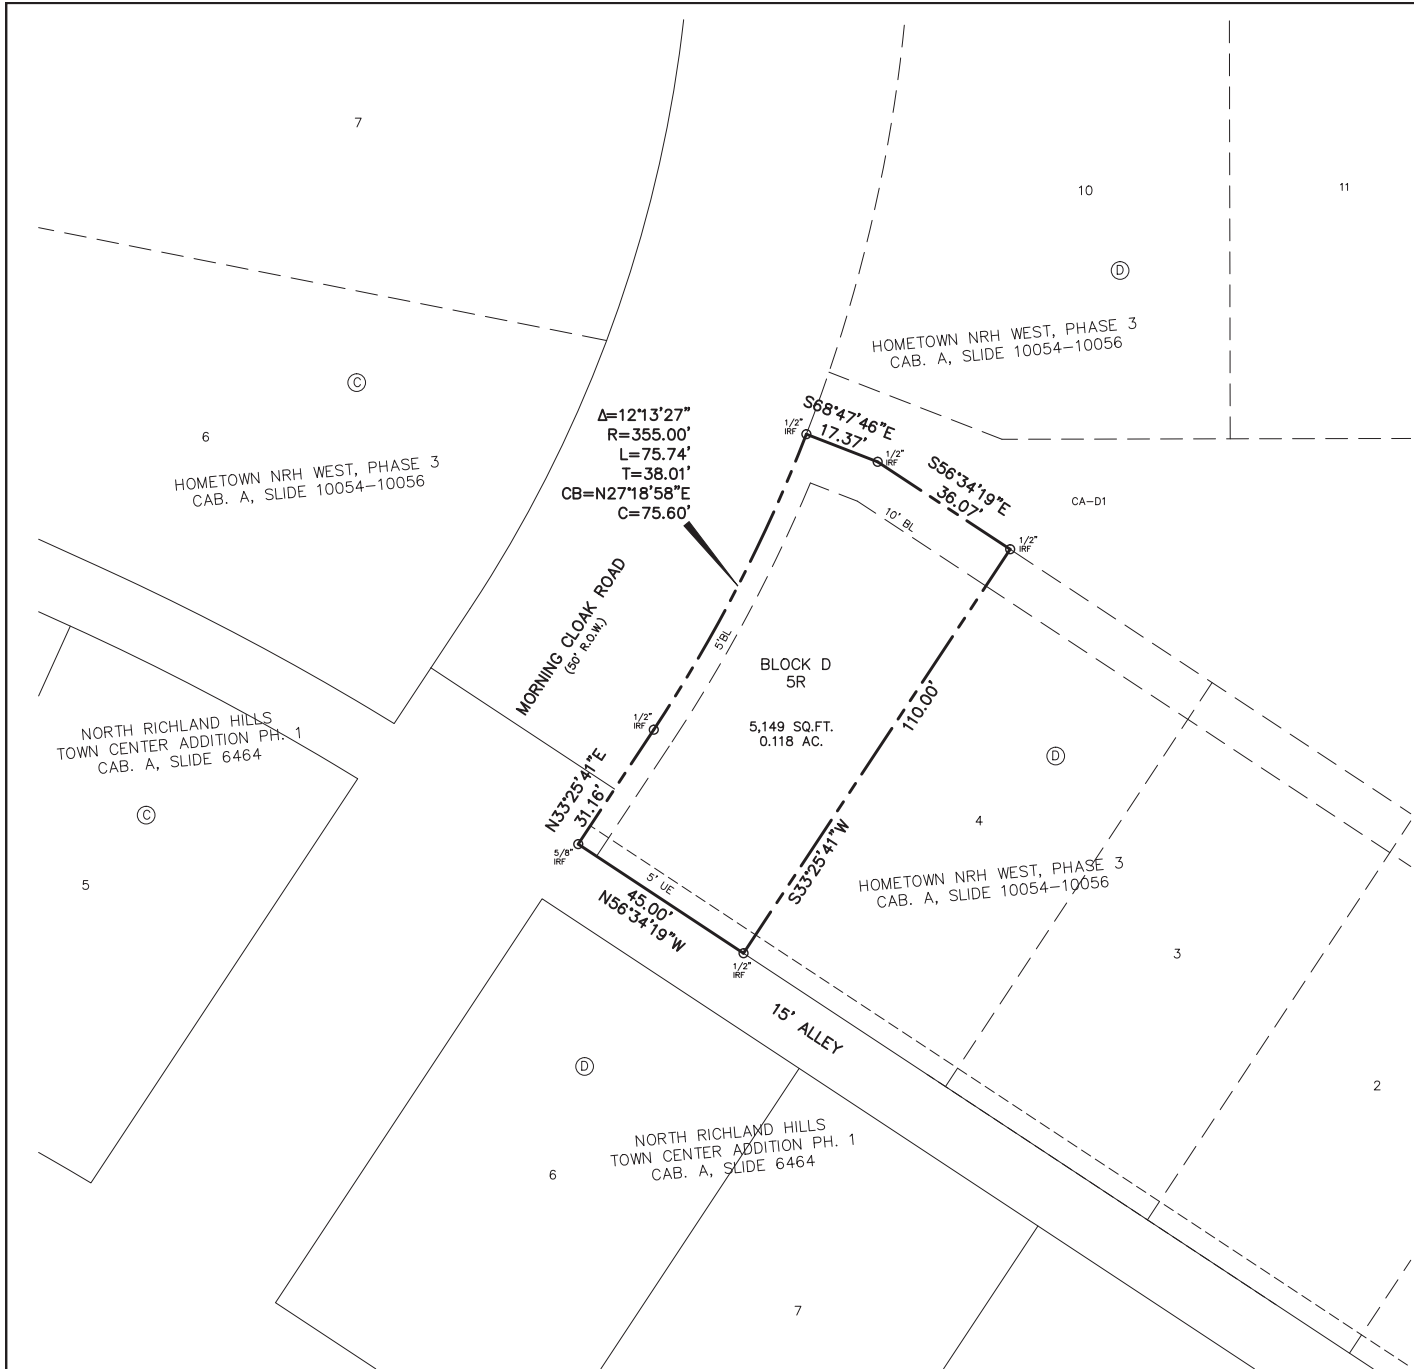 7
10
11
D
HOMETOWN NRH WEST, PHASE 3
CAB. A, SLIDE 10054-10056
C
6
HOMETOWN NRH WEST, PHASE 3
CAB. A, SLIDE 10054-10056
Δ=12°13'27"
R=355.00'
L=75.74'
T=38.01'
CB=N27°18'58"E
C=75.60'
1/2"
IRF
S68°47'46"E
17.37'
1/2"
IRF
S56°34'19"E
36.07'
1/2"
IRF
10' BL
CA-D1
MORNING CLOAK ROAD
(50' R.O.W.)
5'BL
BLOCK D
5R
5,149 SQ.FT.
0.118 AC.
110.00'
S33°25'41"W
1/2"
IRF
N33°25'41"E
31.16'
5/8"
IRF
5' UE
45.00'
N56°34'19"W
1/2"
IRF
NORTH RICHLAND HILLS
TOWN CENTER ADDITION PH. 1
CAB. A, SLIDE 6464
C
5
D
4
HOMETOWN NRH WEST, PHASE 3
CAB. A, SLIDE 10054-10056
3
2
15' ALLEY
D
NORTH RICHLAND HILLS
TOWN CENTER ADDITION PH. 1
CAB. A, SLIDE 6464
6
7